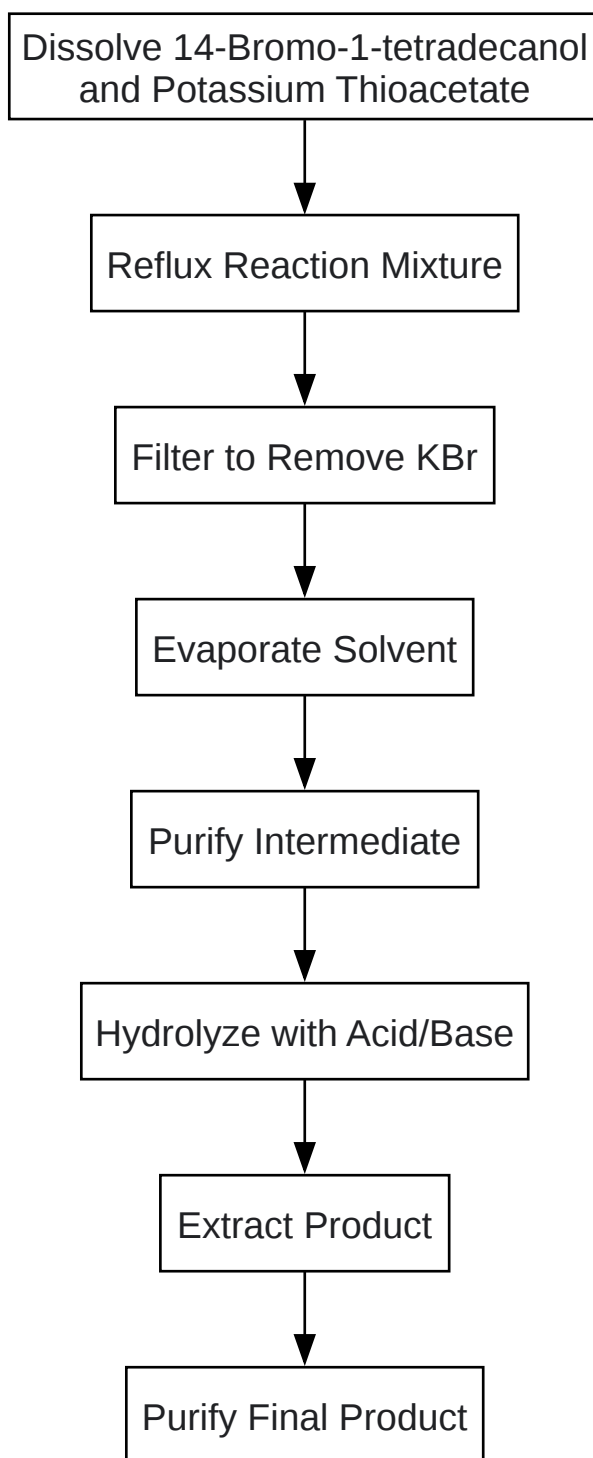 Dissolve 14-Bromo-1-tetradecanol
and Potassium Thioacetate
Reflux Reaction Mixture
Filter to Remove KBr
Evaporate Solvent
Purify Intermediate
Hydrolyze with Acid/Base
Extract Product
Purify Final Product